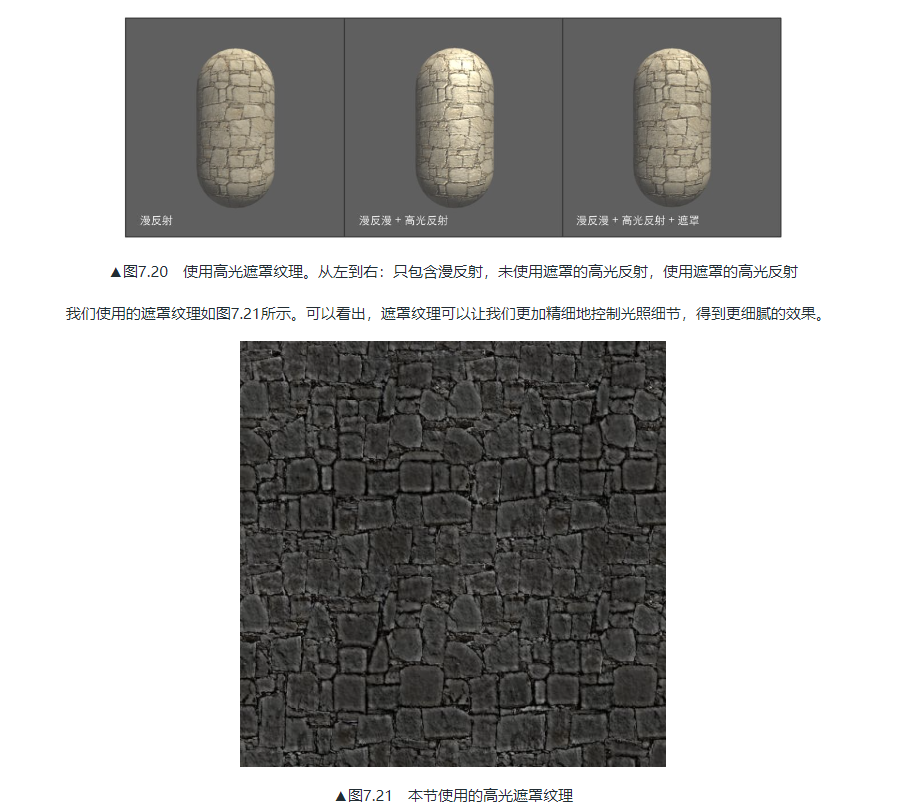 漫反射
漫反漫 + 高光反射
漫反漫 + 高光反射 + 遮罩
▲图7.20 使用高光遮罩纹理。从左到右：只包含漫反射，未使用遮罩的高光反射，使用遮罩的高光反射
我们使用的遮罩纹理如图7.21所示。可以看出，遮罩纹理可以让我们更加精细地控制光照细节，得到更细腻的效果。
▲图7.21 本节使用的高光遮罩纹理